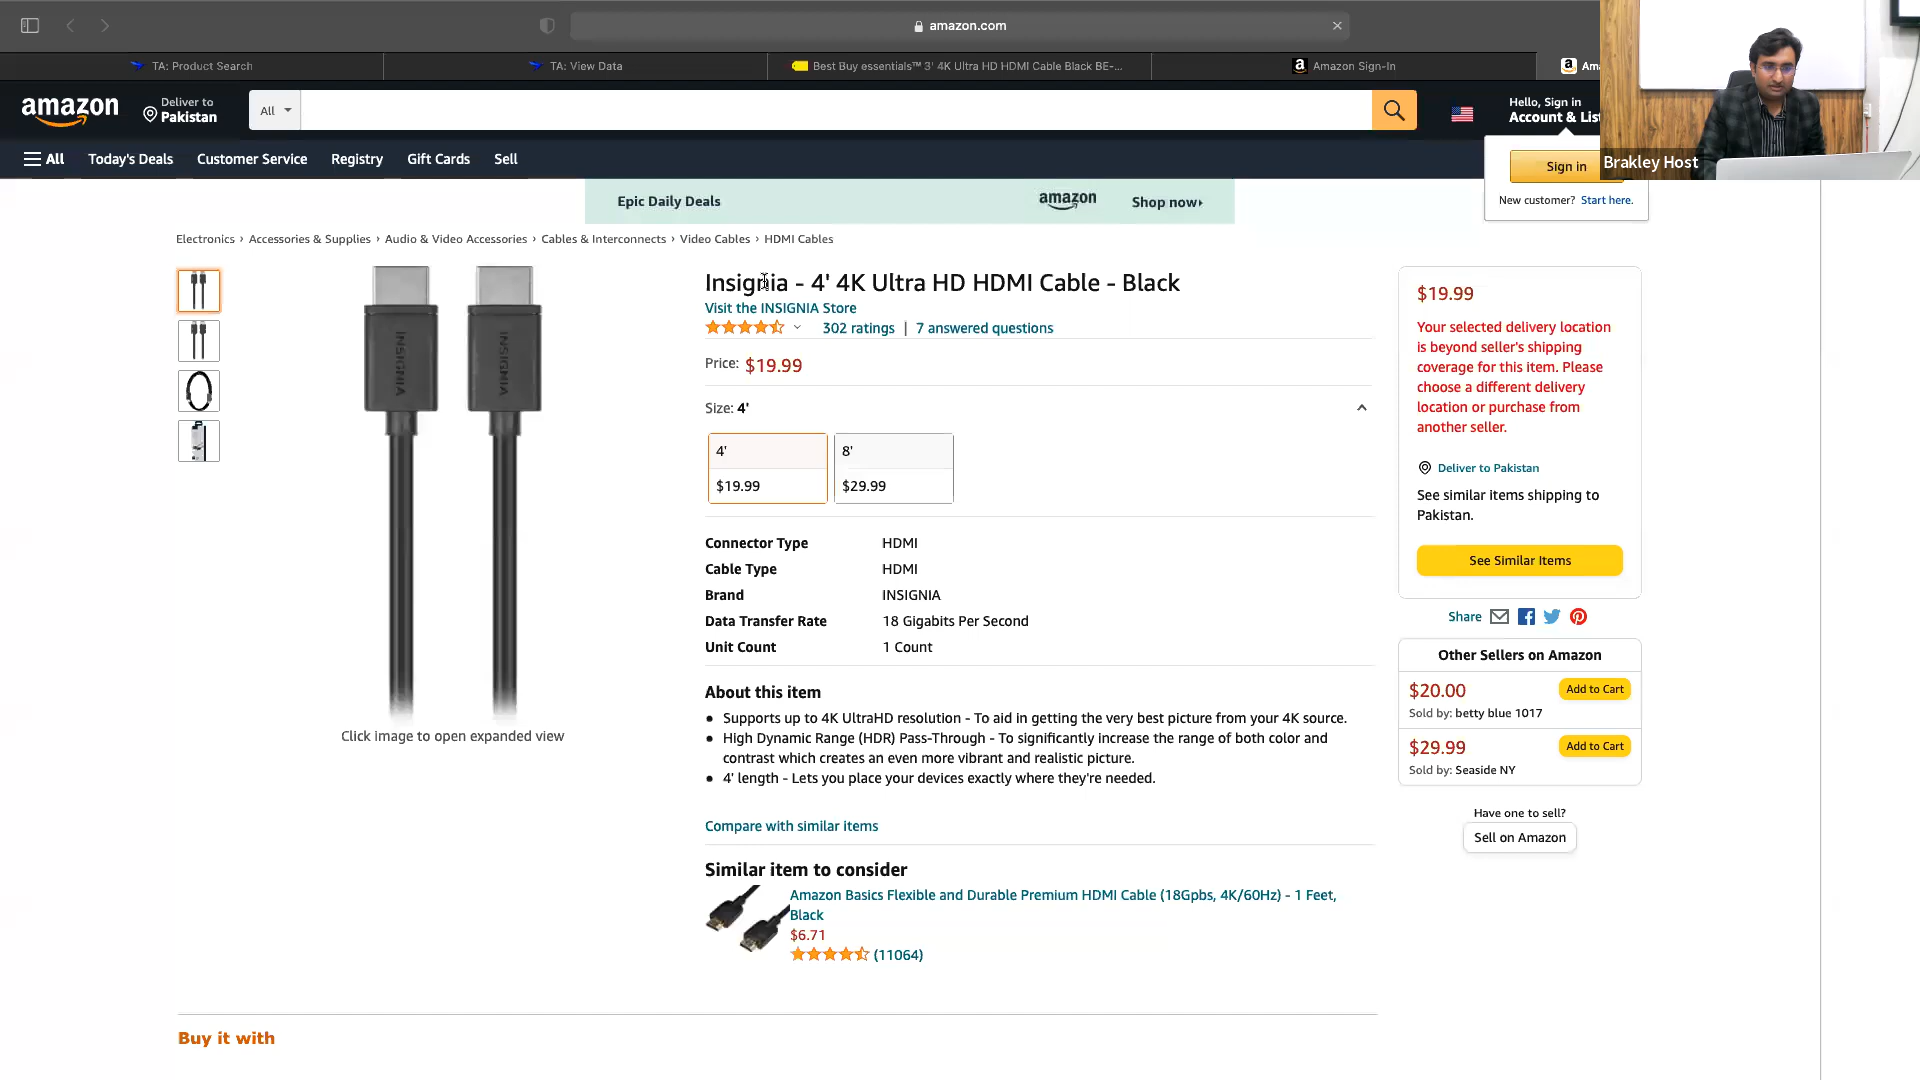 amazon.com
TA: Product Search
TA: View Data
Best Buy essentials™ 3' 4K Ultra HD HDMI Cable Black BE-...
Amazon Sign-In
Ama
amazon
Deliver to
Pakistan
All
Hello, Sign in
Account & List
All
Today's Deals
Customer Service
Registry
Gift Cards
Sell
Sign in
Brakley Host
New customer? Start here.
Epic Daily Deals
amazon
Shop now
Electronics › Accessories & Supplies › Audio & Video Accessories › Cables & Interconnects › Video Cables › HDMI Cables
INSIGNIA
INSIGNIA
Click image to open expanded view
Insignia - 4' 4K Ultra HD HDMI Cable - Black
Visit the INSIGNIA Store
302 ratings | 7 answered questions
Price: $19.99
Size: 4'
4'
$19.99
8'
$29.99
Connector Type HDMI
Cable Type HDMI
Brand INSIGNIA
Data Transfer Rate 18 Gigabits Per Second
Unit Count 1 Count
About this item
• Supports up to 4K UltraHD resolution - To aid in getting the very best picture from your 4K source.
• High Dynamic Range (HDR) Pass-Through - To significantly increase the range of both color and
contrast which creates an even more vibrant and realistic picture.
• 4' length - Lets you place your devices exactly where they're needed.
Compare with similar items
Similar item to consider
Amazon Basics Flexible and Durable Premium HDMI Cable (18Gpbs, 4K/60Hz) - 1 Feet,
Black
$6.71
(11064)
$19.99
Your selected delivery location
is beyond seller's shipping
coverage for this item. Please
choose a different delivery
location or purchase from
another seller.
Deliver to Pakistan
See similar items shipping to
Pakistan.
See Similar Items
Share
Other Sellers on Amazon
$20.00
Add to Cart
Sold by: betty blue 1017
$29.99
Add to Cart
Sold by: Seaside NY
Have one to sell?
Sell on Amazon
Buy it with